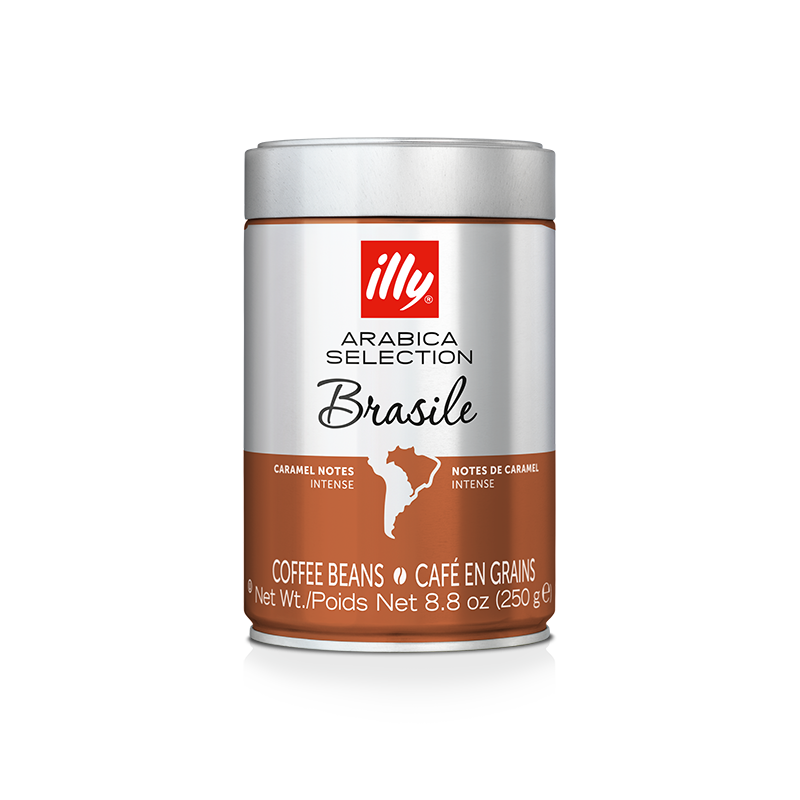 illy®
ARABICA
SELECTION
Brasile
CARAMEL NOTES
INTENSE
NOTES DE CARAMEL
INTENSE
COFFEE BEANS CAFÉ EN GRAINS
Net Wt./Poids Net 8.8 oz (250 g ℮)